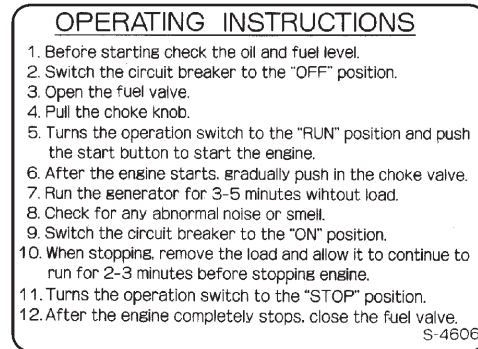 OPERATING INSTRUCTIONS
1. Before starting check the oil and fuel level.
2. Switch the circuit breaker to the "OFF" position.
3. Open the fuel valve.
4. Pull the choke knob.
5. Turns the operation switch to the "RUN" position and push
the start button to start the engine.
6. After the engine starts, gradually push in the choke valve.
7. Run the generator for 3-5 minutes wihtout load.
8. Check for any abnormal noise or smell.
9. Switch the circuit breaker to the "ON" position.
10. When stopping, remove the load and allow it to continue to
run for 2-3 minutes before stopping engine.
11. Turns the operation switch to the "STOP" position.
12. After the engine completely stops, close the fuel valve.
S-4606